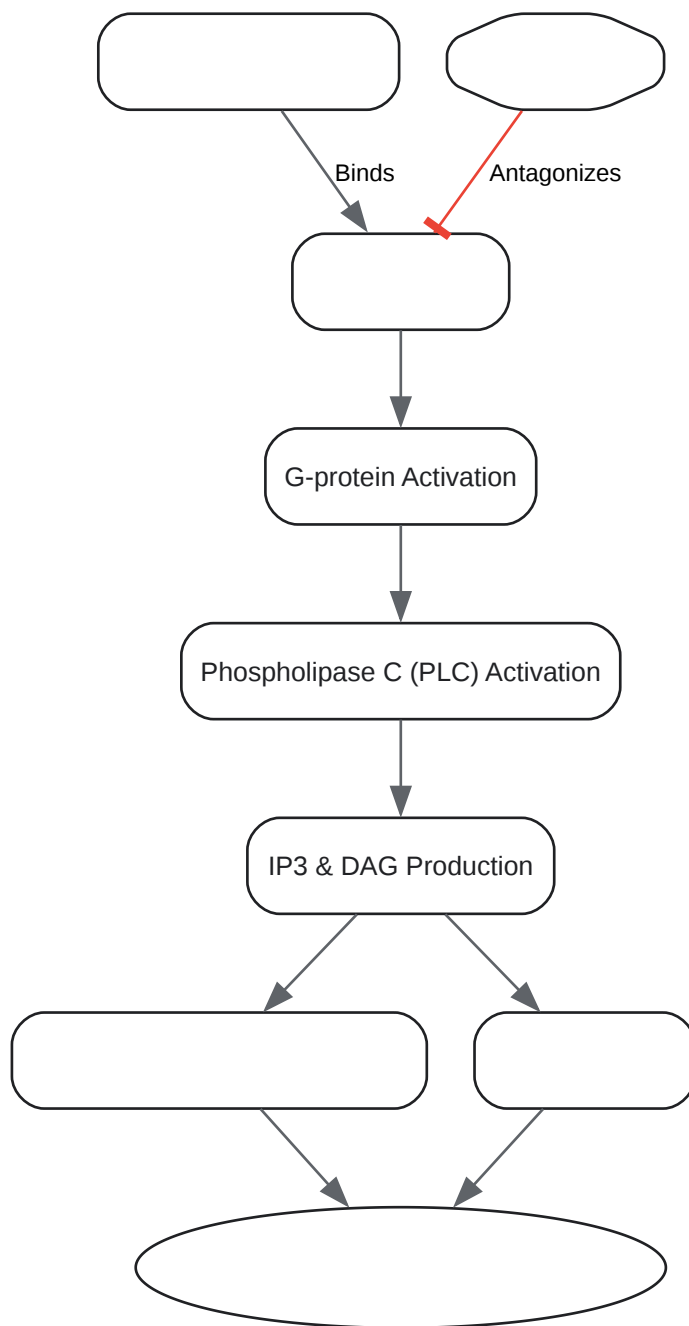 Binds
Antagonizes
G-protein Activation
Phospholipase C (PLC) Activation
IP3 & DAG Production